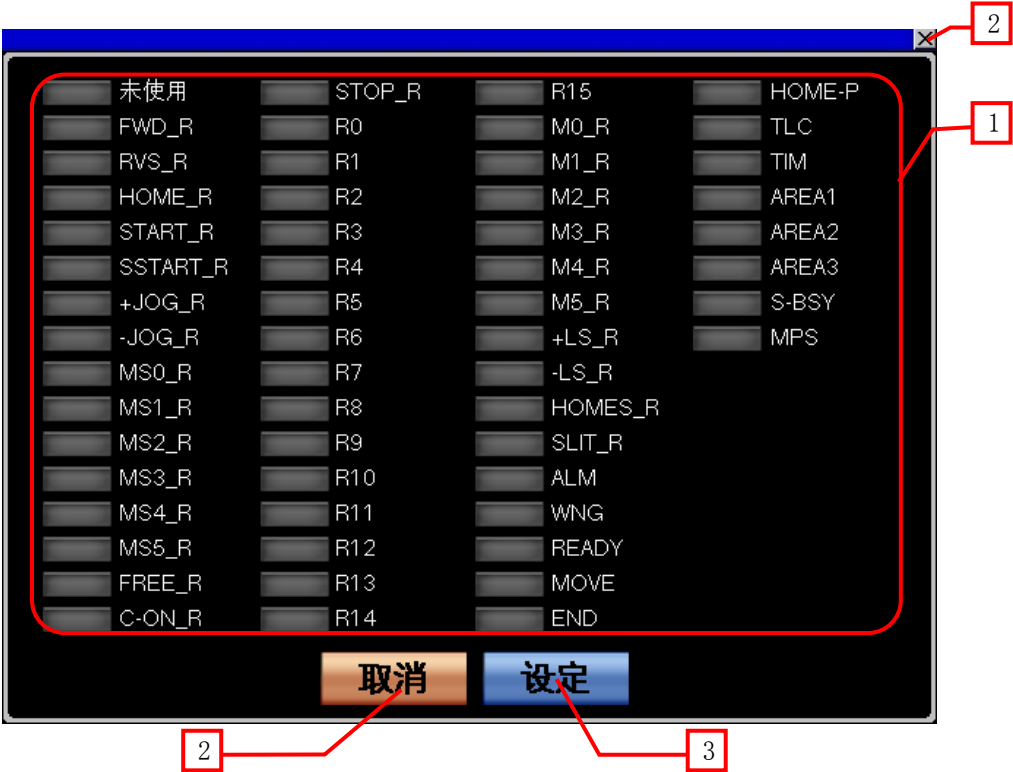 2
未使用 STOP_R R15 HOME-P
FWD_R R0 M0_R TLC
1
RVS_R R1 M1_R TIM
HOME_R R2 M2_R AREA1
START_R R3 M3_R AREA2
SSTART_R R4 M4_R AREA3
+JOG_R R5 M5_R S-BSY
-JOG_R R6 +LS_R MPS
MS0_R R7 -LS_R
MS1_R R8 HOMES_R
MS2_R R9 SLIT_R
MS3_R R10 ALM
MS4_R R11 WNG
MS5_R R12 READY
FREE_R R13 MOVE
C-ON_R R14 END
取消 设定
2 3